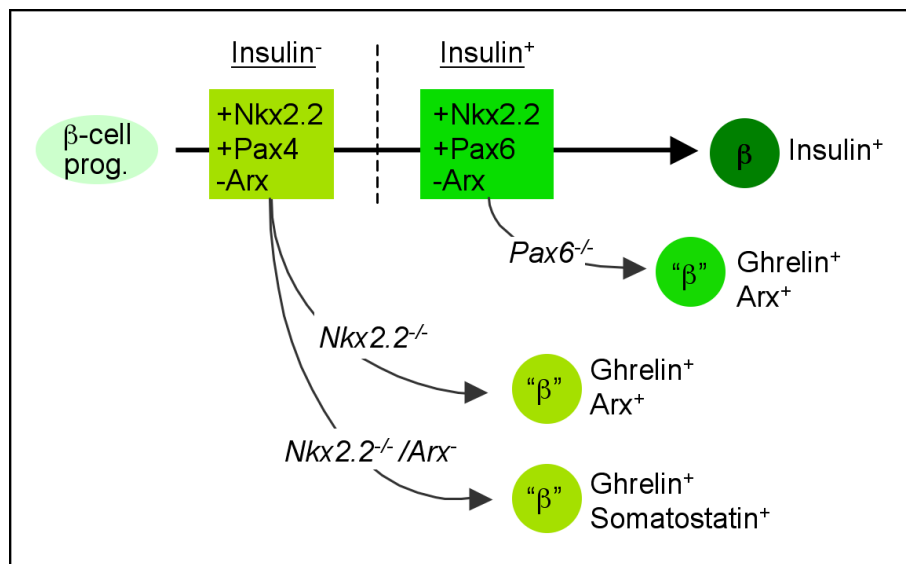 Insulin⁻
Insulin⁺
β-cell
prog.
+Nkx2.2
+Pax4
-Arx
+Nkx2.2
+Pax6
-Arx
β
Insulin⁺
Pax6⁻/⁻
“β”
Ghrelin⁺
Arx⁺
Nkx2.2⁻/⁻
“β”
Ghrelin⁺
Arx⁺
Nkx2.2⁻/⁻/Arx⁻
“β”
Ghrelin⁺
Somatostatin⁺